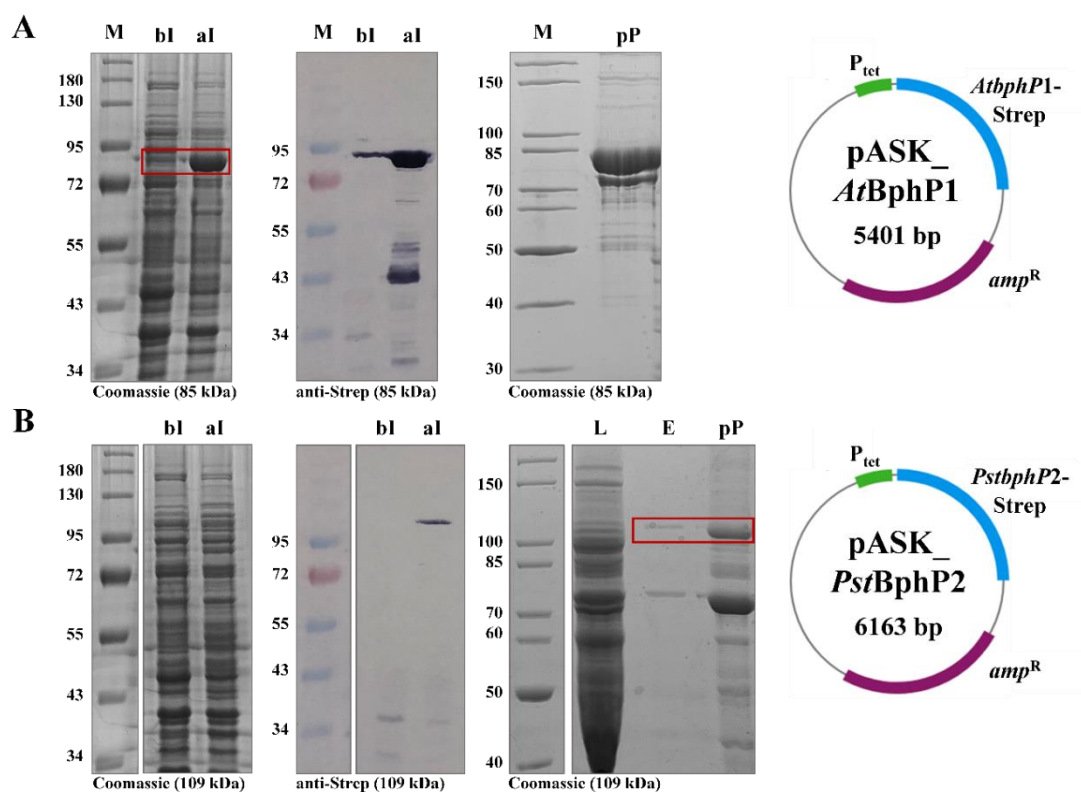 A
M bI aI
180
130
95
72
55
43
34
Coomassie (85 kDa)
M bI aI
95
72
55
43
34
anti-Strep (85 kDa)
M pP
150
100
85
70
60
50
40
30
Coomassie (85 kDa)
Ptet
AtbphP1-
Strep
pASK_
AtBphP1
5401 bp
ampR
B
bI aI
180
130
95
72
55
43
34
Coomassie (109 kDa)
bI aI
95
72
55
43
34
anti-Strep (109 kDa)
L E pP
150
100
85
70
60
50
40
Coomassie (109 kDa)
Ptet
PstbphP2-
Strep
pASK_
PstBphP2
6163 bp
ampR